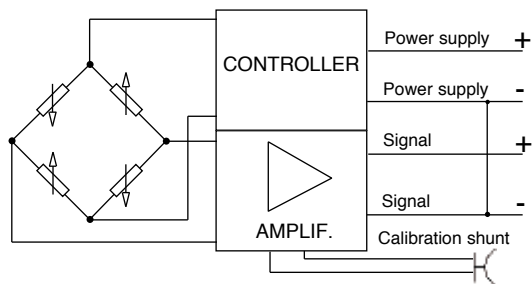 CONTROLLER
Power supply +
Power supply -
Signal +
Signal -
AMPLIF.
Calibration shunt